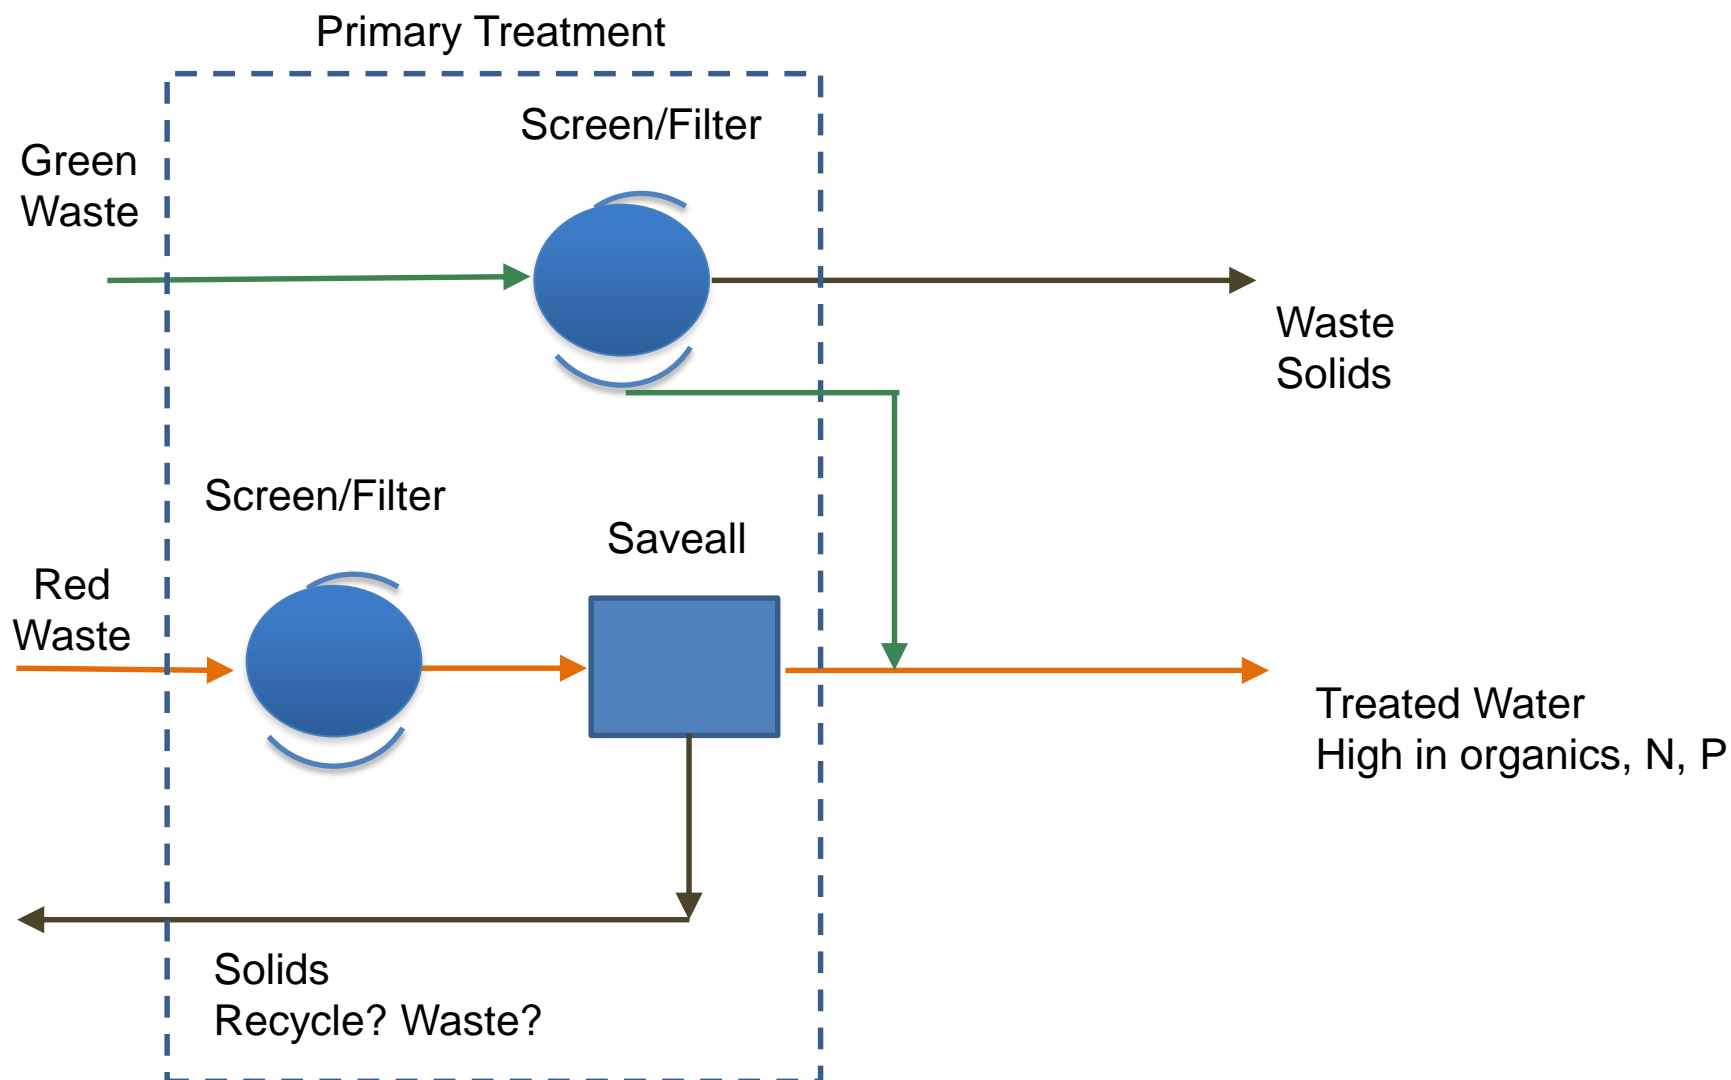 Primary Treatment
Screen/Filter
Green
Waste
Waste
Solids
Screen/Filter
Saveall
Red
Waste
Treated Water
High in organics, N, P
Solids
Recycle? Waste?